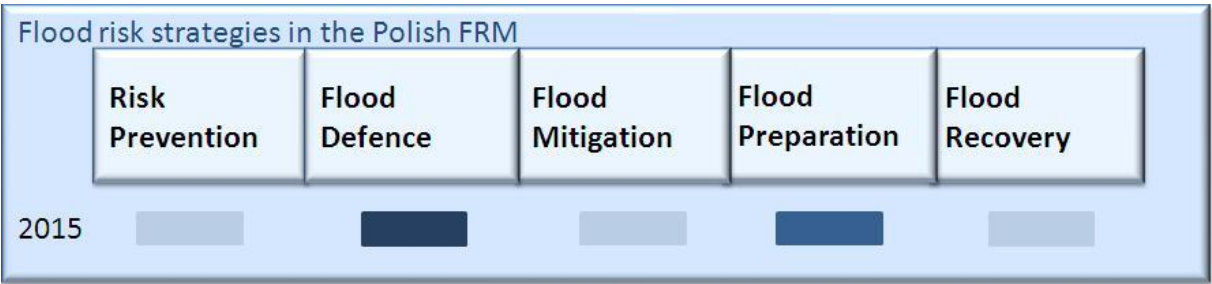 Flood risk strategies in the Polish FRM
Risk
Prevention
Flood
Defence
Flood
Mitigation
Flood
Preparation
Flood
Recovery
2015